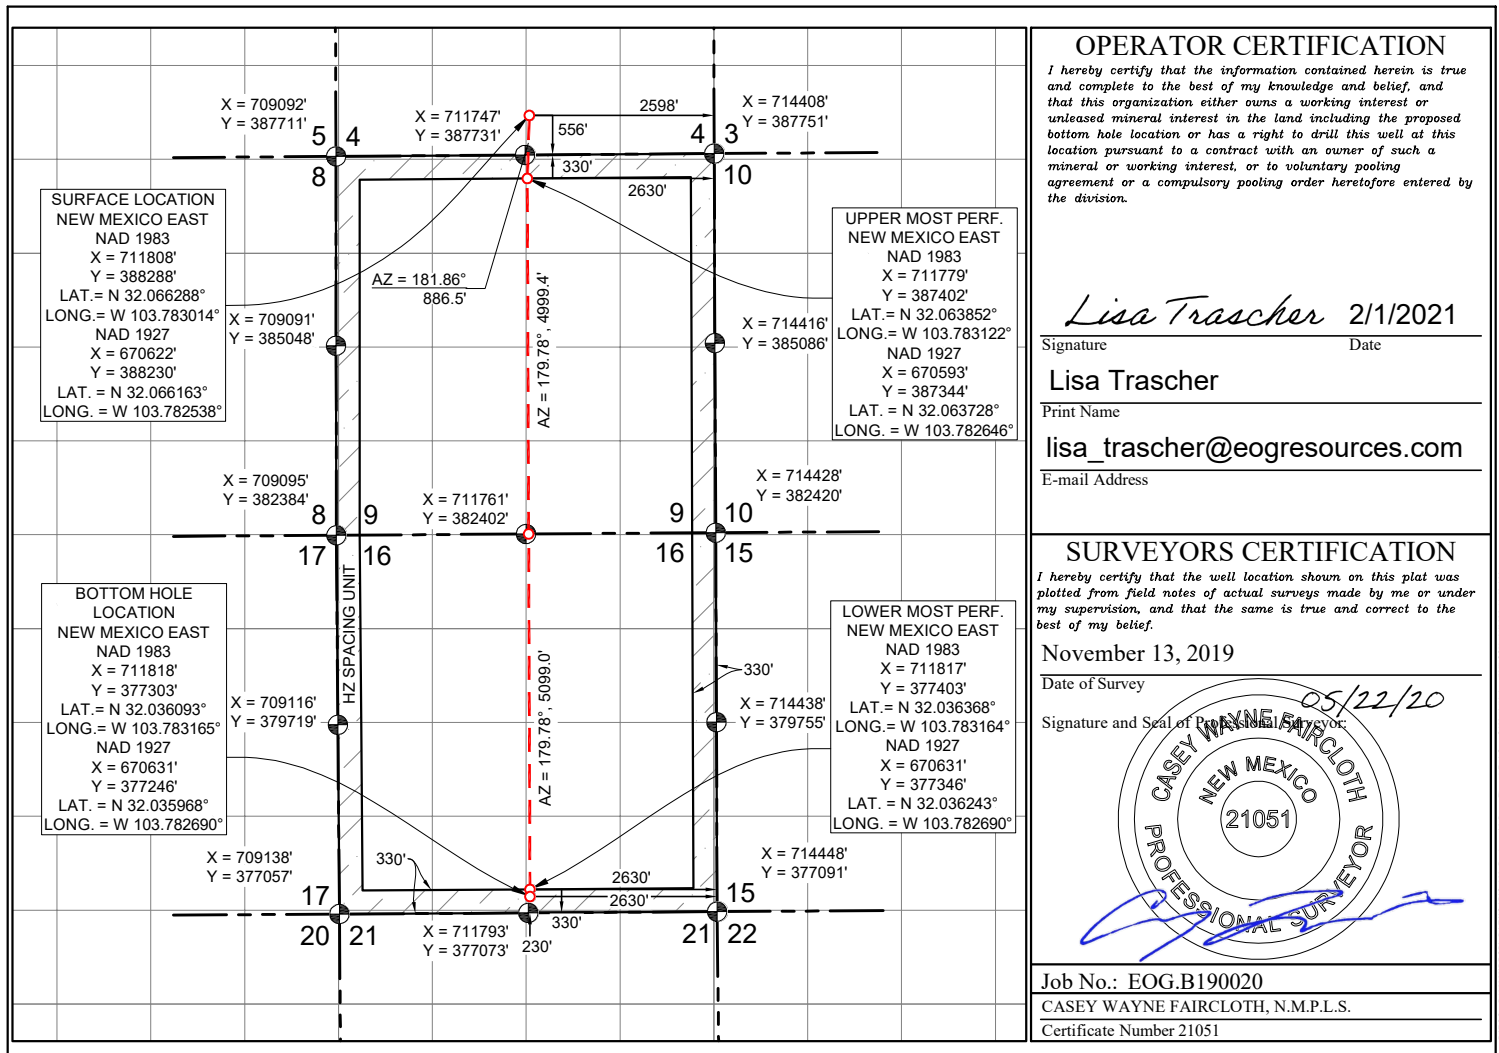 X = 709092'
Y = 387711'
X = 711747'
Y = 387731'
2598'
556'
X = 714408'
Y = 387751'
5 4
4 3
8
330'
10
2630'
SURFACE LOCATION
NEW MEXICO EAST
NAD 1983
X = 711808'
Y = 388288'
LAT.= N 32.066288°
LONG.= W 103.783014°
NAD 1927
X = 670622'
Y = 388230'
LAT. = N 32.066163°
LONG. = W 103.782538°
UPPER MOST PERF.
NEW MEXICO EAST
NAD 1983
X = 711779'
Y = 387402'
LAT.= N 32.063852°
LONG.= W 103.783122°
NAD 1927
X = 670593'
Y = 387344'
LAT. = N 32.063728°
LONG. = W 103.782646°
AZ = 181.86°
886.5'
X = 709091'
Y = 385048'
AZ = 179.78°, 4999.4'
X = 714416'
Y = 385086'
X = 709095'
Y = 382384'
X = 711761'
Y = 382402'
X = 714428'
Y = 382420'
8 9
9 10
17 16
16 15
HZ SPACING UNIT
BOTTOM HOLE
LOCATION
NEW MEXICO EAST
NAD 1983
X = 711818'
Y = 377303'
LAT.= N 32.036093°
LONG.= W 103.783165°
NAD 1927
X = 670631'
Y = 377246'
LAT. = N 32.035968°
LONG. = W 103.782690°
LOWER MOST PERF.
NEW MEXICO EAST
NAD 1983
X = 711817'
Y = 377403'
LAT.= N 32.036368°
LONG.= W 103.783164°
NAD 1927
X = 670631'
Y = 377346'
LAT. = N 32.036243°
LONG. = W 103.782690°
X = 709116'
Y = 379719'
AZ = 179.78°, 5099.0'
330'
X = 714438'
Y = 379755'
X = 709138'
Y = 377057'
330'
2630'
2630'
X = 714448'
Y = 377091'
17
15
20 21
X = 711793'
Y = 377073'
230'
330'
21 22
OPERATOR CERTIFICATION
I hereby certify that the information contained herein is true
and complete to the best of my knowledge and belief, and
that this organization either owns a working interest or
unleased mineral interest in the land including the proposed
bottom hole location or has a right to drill this well at this
location pursuant to a contract with an owner of such a
mineral or working interest, or to voluntary pooling
agreement or a compulsory pooling order heretofore entered by
the division.
Lisa Trascher 2/1/2021
Signature Date
Lisa Trascher
Print Name
lisa_trascher@eogresources.com
E-mail Address
SURVEYORS CERTIFICATION
I hereby certify that the well location shown on this plat was
plotted from field notes of actual surveys made by me or under
my supervision, and that the same is true and correct to the
best of my belief.
November 13, 2019
Date of Survey
05/22/20
Signature and Seal of Professional Surveyor:
CASEY WAYNE FAIRCLOTH
NEW MEXICO
21051
PROFESSIONAL SURVEYOR
Job No.: EOG.B190020
CASEY WAYNE FAIRCLOTH, N.M.P.L.S.
Certificate Number 21051